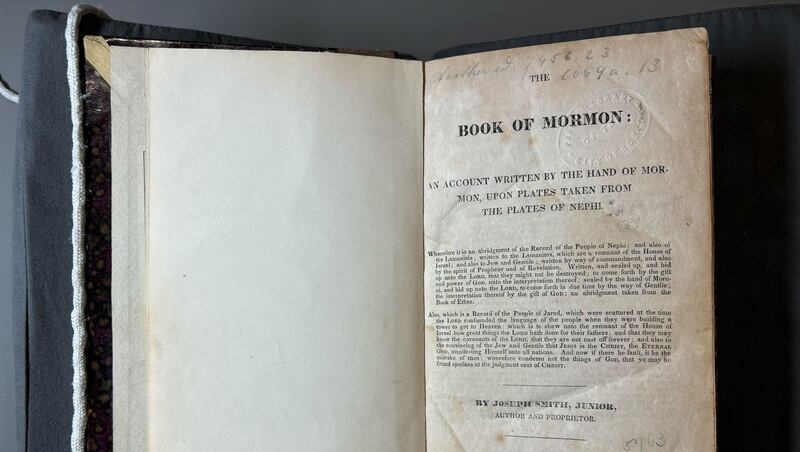 Another ed. 7456.23
6069a.13
THE
BOOK OF MORMON:
AN ACCOUNT WRITTEN BY THE HAND OF MOR-
MON, UPON PLATES TAKEN FROM
THE PLATES OF NEPHI.
Wherefore it is an abridgment of the Record of the People of Nephi; and also of
the Lamanites; written to the Lamanites, which are a remnant of the House of
Israel; and also to Jew and Gentile; written by way of commandment, and also
by the spirit of Prophesy and of Revelation. Written, and sealed up, and hid
up unto the LORD, that they might not be destroyed; to come forth by the gift
and power of GOD, unto the interpretation thereof; sealed by the hand of Moro-
ni, and hid up unto the LORD, to come forth in due time by the way of Gentile;
the interpretation thereof by the gift of GOD; an abridgment taken from the
Book of Ether.
Also, which is a Record of the People of Jared, which were scattered at the time
the LORD confounded the language of the people when they were building a
tower to get to Heaven: which is to shew unto the remnant of the House of
Israel how great things the LORD hath done for their fathers; and that they may
know the covenants of the LORD, that they are not cast off forever; and also to
the convincing of the Jew and Gentile that JESUS is the CHRIST, the ETERNAL
GOD, manifesting Himself unto all nations. And now if there be fault, it be the
mistake of men; wherefore condemn not the things of GOD, that ye may be
found spotless at the judgment seat of CHRIST.
BY JOSEPH SMITH, JUNIOR,
AUTHOR AND PROPRIETOR.